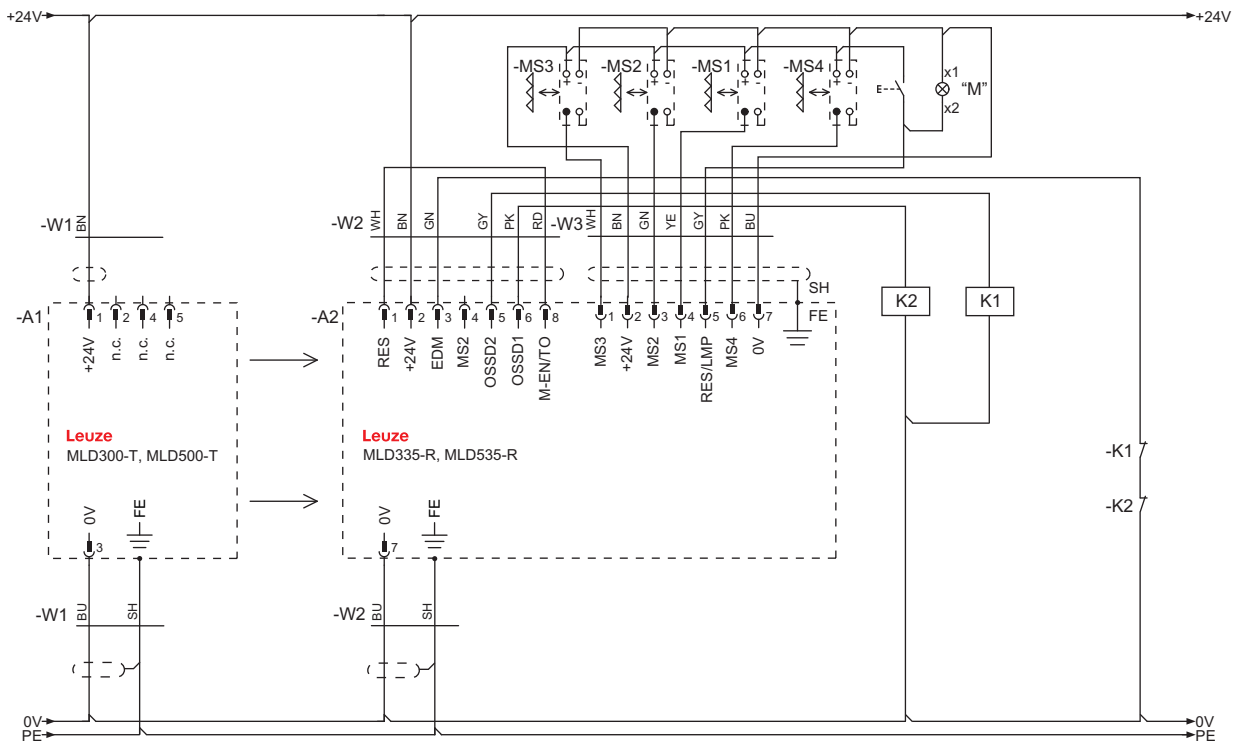 +24V
+24V
-MS3
-MS2
-MS1
-MS4
+ -
+ -
+ -
+ -
E
x1
"M"
x2
-W1
BN
-W2
WH
BN
GN
GY
PK
RD
-W3
WH
BN
GN
YE
GY
PK
BU
SH
FE
K2
K1
-A1
1
2
4
5
+24V
n.c.
n.c.
n.c.
-A2
1
2
3
4
5
6
8
RES
+24V
EDM
MS2
OSSD2
OSSD1
M-EN/TO
1
2
3
4
5
6
7
MS3
+24V
MS2
MS1
RES/LMP
MS4
0V
Leuze
MLD300-T, MLD500-T
Leuze
MLD335-R, MLD535-R
-K1
-K2
0V
FE
3
0V
FE
7
-W1
BU
SH
-W2
BU
SH
0V
PE
0V
PE